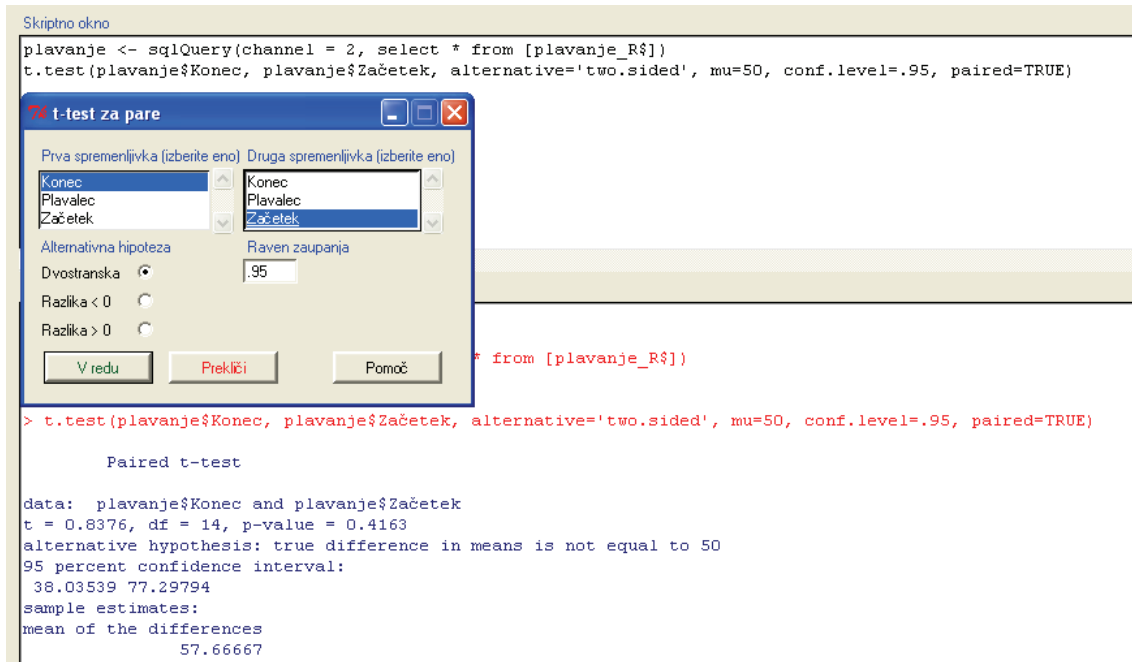 Skriptno okno
plavanje <- sqlQuery(channel = 2, select * from [plavanje_R$])
t.test(plavanje$Konec, plavanje$Začetek, alternative='two.sided', mu=50, conf.level=.95, paired=TRUE)
t-test za pare
Prva spremenljivka (izberite eno) Druga spremenljivka (izberite eno)
Konec Konec
Plavalec Plavalec
Začetek Začetek
Alternativna hipoteza Raven zaupanja
Dvostranska .95
Razlika < 0
Razlika > 0
V redu Prekliči Pomoč
* from [plavanje_R$])
> t.test(plavanje$Konec, plavanje$Začetek, alternative='two.sided', mu=50, conf.level=.95, paired=TRUE)
Paired t-test
data: plavanje$Konec and plavanje$Začetek
t = 0.8376, df = 14, p-value = 0.4163
alternative hypothesis: true difference in means is not equal to 50
95 percent confidence interval:
38.03539 77.29794
sample estimates:
mean of the differences
57.66667